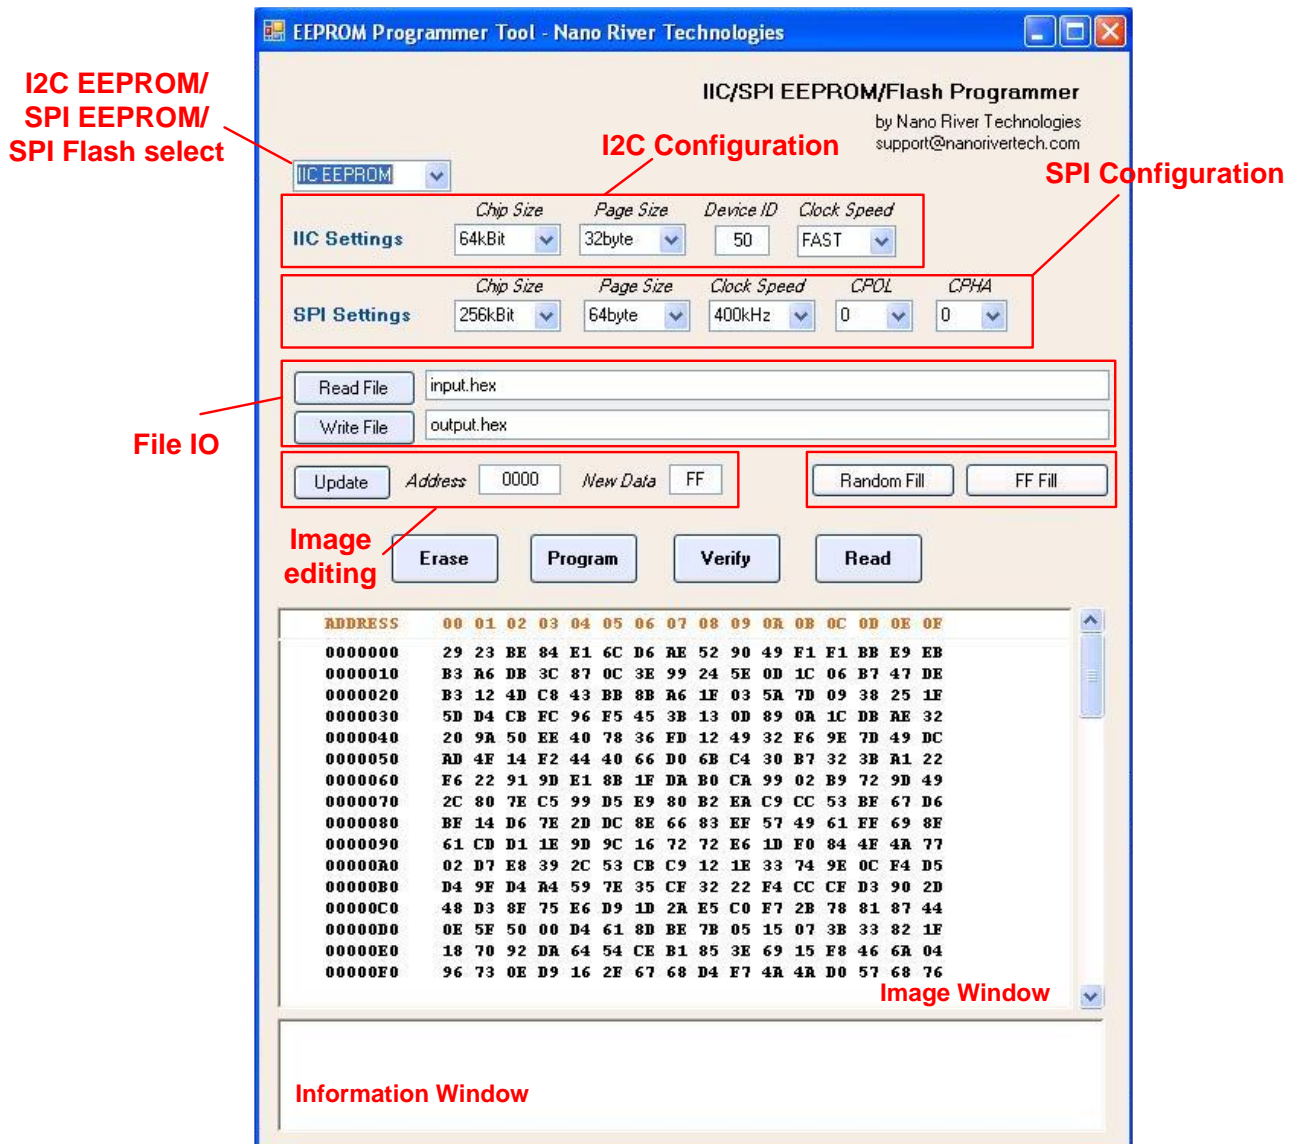 EEPROM Programmer Tool - Nano River Technologies
IIC/SPI EEPROM/Flash Programmer
by Nano River Technologies
support@nanorivertech.com
I2C EEPROM/
SPI EEPROM/
SPI Flash select
I2C Configuration
SPI Configuration
IIC EEPROM
Chip Size Page Size Device ID Clock Speed
IIC Settings 64kBit 32byte 50 FAST
Chip Size Page Size Clock Speed CPOL CPHA
SPI Settings 256kBit 64byte 400kHz 0 0
Read File input.hex
Write File output.hex
File IO
Update Address 0000 New Data FF Random Fill FF Fill
Image
editing
Erase Program Verify Read
ADDRESS 00 01 02 03 04 05 06 07 08 09 0A 0B 0C 0D 0E 0F
0000000 29 23 BE 84 E1 6C D6 AE 52 90 49 F1 F1 BB E9 EB
0000010 B3 A6 DB 3C 87 0C 3E 99 24 5E 0D 1C 06 B7 47 DE
0000020 B3 12 4D C8 43 BB 8B A6 1F 03 5A 7D 09 38 25 1F
0000030 5D D4 CB FC 96 F5 45 3B 13 0D 89 0A 1C DB AE 32
0000040 20 9A 50 EE 40 78 36 FD 12 49 32 F6 9E 7D 49 DC
0000050 AD 4F 14 F2 44 40 66 D0 6B C4 30 B7 32 3B A1 22
0000060 F6 22 91 9D E1 8B 1F DA B0 CA 99 02 B9 72 9D 49
0000070 2C 80 7E C5 99 D5 E9 80 B2 EA C9 CC 53 BF 67 D6
0000080 BF 14 D6 7E 2D DC 8E 66 83 EF 57 49 61 FF 69 8F
0000090 61 CD D1 1E 9D 9C 16 72 72 E6 1D F0 84 4F 4A 77
00000A0 02 D7 E8 39 2C 53 CB C9 12 1E 33 74 9E 0C F4 D5
00000B0 D4 9F D4 A4 59 7E 35 CF 32 22 F4 CC CF D3 90 2D
00000C0 48 D3 8F 75 E6 D9 1D 2A E5 C0 F7 2B 78 81 87 44
00000D0 0E 5F 50 00 D4 61 8D BE 7B 05 15 07 3B 33 82 1F
00000E0 18 70 92 DA 64 54 CE B1 85 3E 69 15 F8 46 6A 04
00000F0 96 73 0E D9 16 2F 67 68 D4 F7 4A 4A D0 57 68 76
Image Window
Information Window